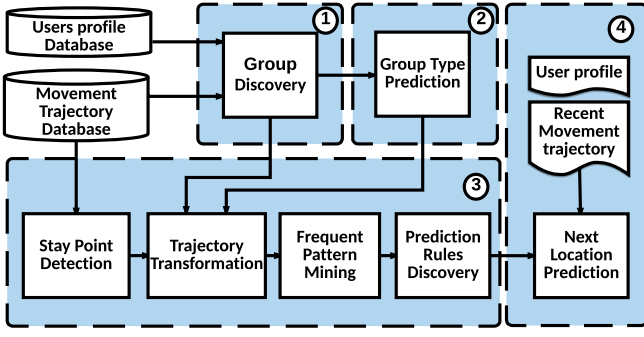 Users profile
Database
Movement
Trajectory
Database
1
Group
Discovery
2
Group Type
Prediction
4
User profile
Recent
Movement
trajectory
3
Stay Point
Detection
Trajectory
Transformation
Frequent
Pattern
Mining
Prediction
Rules
Discovery
Next
Location
Prediction